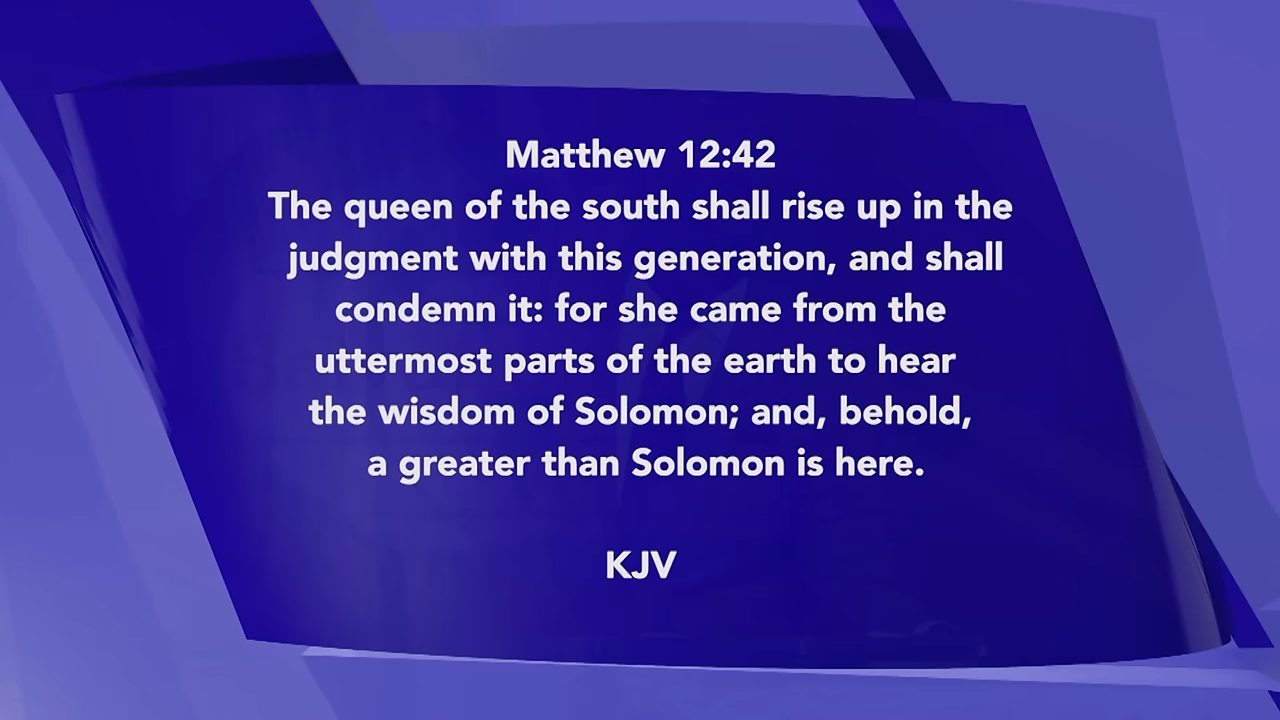 Matthew 12:42
The queen of the south shall rise up in the
judgment with this generation, and shall
condemn it: for she came from the
uttermost parts of the earth to hear
the wisdom of Solomon; and, behold,
a greater than Solomon is here.
KJV